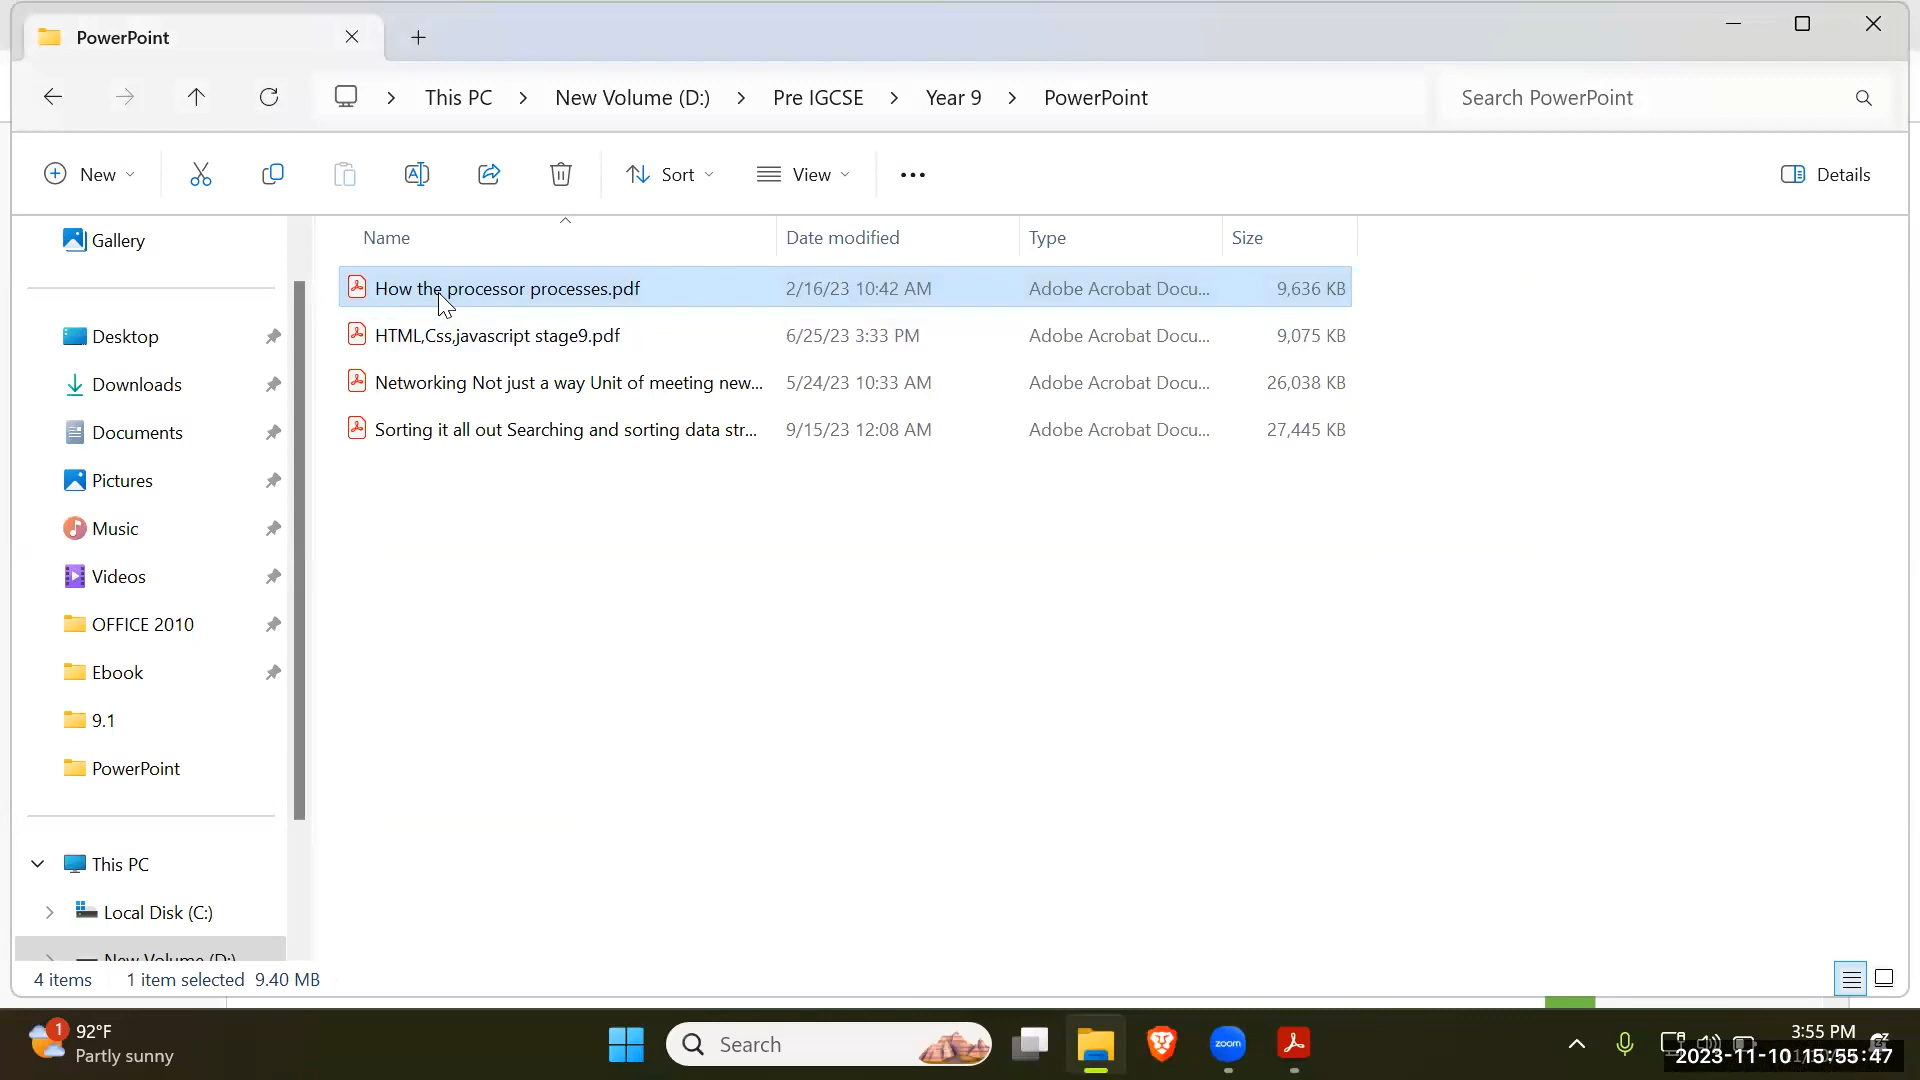 PowerPoint
This PC
New Volume (D:)
Pre IGCSE
Year 9
PowerPoint
Search PowerPoint
New
Sort
View
Details
Gallery
Desktop
Downloads
Documents
Pictures
Music
Videos
OFFICE 2010
Ebook
9.1
PowerPoint
This PC
Local Disk (C:)
New Volume (D:)
Name Date modified Type Size
How the processor processes.pdf 2/16/23 10:42 AM Adobe Acrobat Docu... 9,636 KB
HTML,Css,javascript stage9.pdf 6/25/23 3:33 PM Adobe Acrobat Docu... 9,075 KB
Networking Not just a way Unit of meeting new... 5/24/23 10:33 AM Adobe Acrobat Docu... 26,038 KB
Sorting it all out Searching and sorting data str... 9/15/23 12:08 AM Adobe Acrobat Docu... 27,445 KB
4 items 1 item selected 9.40 MB
1
92°F
Partly sunny
Search
zoom
3:55 PM
2023-11-10 15:55:47